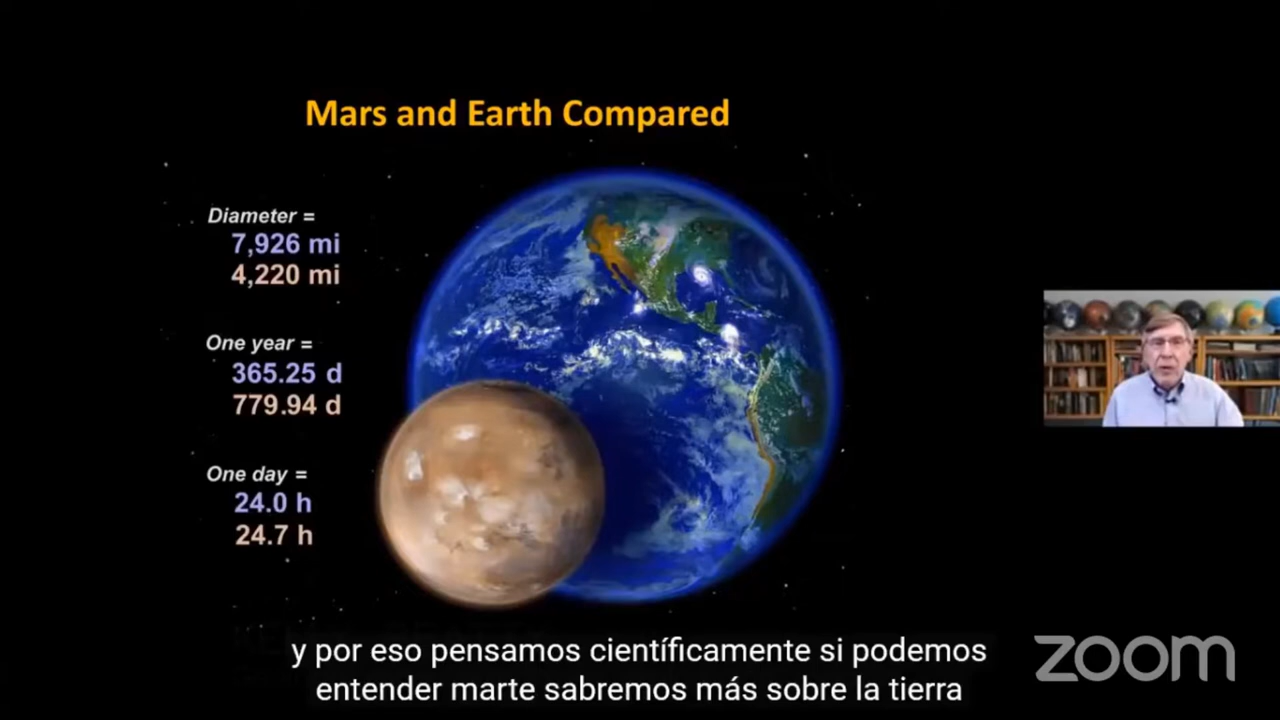 Mars and Earth Compared
Diameter =
7,926 mi
4,220 mi
One year =
365.25 d
779.94 d
One day =
24.0 h
24.7 h
y por eso pensamos científicamente si podemos
entender marte sabremos más sobre la tierra
zoom